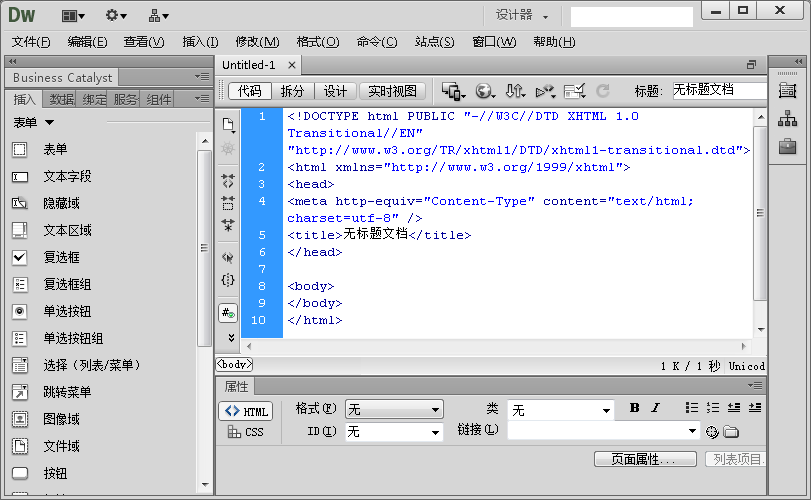 Dw
设计器
文件(F) 编辑(E) 查看(V) 插入(I) 修改(M) 格式(O) 命令(C) 站点(S) 窗口(W) 帮助(H)
Business Catalyst
插入 数据 绑定 服务 组件
表单
表单
文本字段
隐藏域
文本区域
复选框
复选框组
单选按钮
单选按钮组
选择（列表/菜单）
跳转菜单
图像域
文件域
按钮
Untitled-1
代码 拆分 设计 实时视图 标题: 无标题文档
1 <!DOCTYPE html PUBLIC "-//W3C//DTD XHTML 1.0
Transitional//EN"
"http://www.w3.org/TR/xhtml1/DTD/xhtml1-transitional.dtd">
2 <html xmlns="http://www.w3.org/1999/xhtml">
3 <head>
4 <meta http-equiv="Content-Type" content="text/html;
charset=utf-8" />
5 <title>无标题文档</title>
6 </head>
7
8 <body>
9 </body>
10 </html>
<body> 1 K / 1 秒 Unicod
属性
<> HTML 格式(F) 无 类 无 B I
CSS ID(I) 无 链接(L)
页面属性... 列表项目